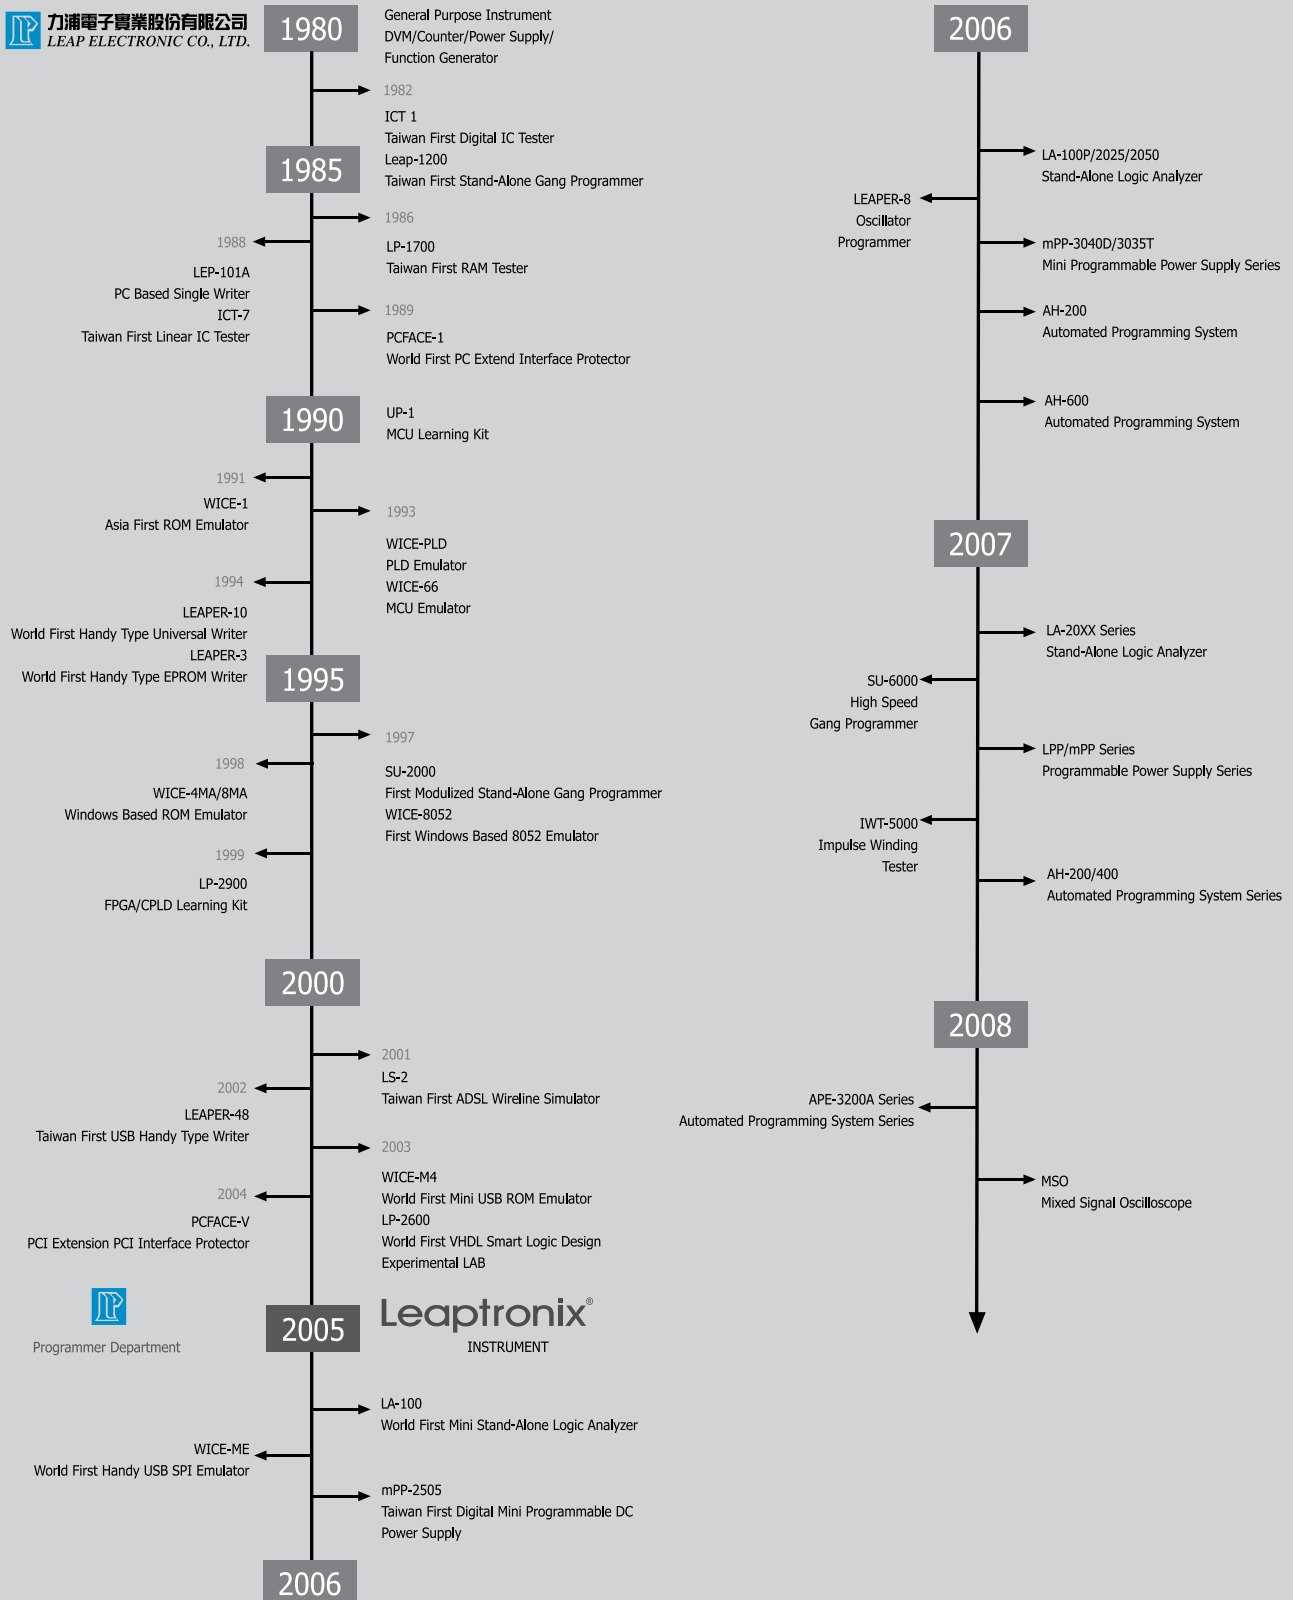 力浦電子實業股份有限公司
LEAP ELECTRONIC CO., LTD.
1980
General Purpose Instrument
DVM/Counter/Power Supply/
Function Generator
1982
ICT 1
Taiwan First Digital IC Tester
Leap-1200
Taiwan First Stand-Alone Gang Programmer
1985
1986
LP-1700
Taiwan First RAM Tester
1988
LEP-101A
PC Based Single Writer
ICT-7
Taiwan First Linear IC Tester
1989
PCFACE-1
World First PC Extend Interface Protector
1990
UP-1
MCU Learning Kit
1991
WICE-1
Asia First ROM Emulator
1993
WICE-PLD
PLD Emulator
WICE-66
MCU Emulator
1994
LEAPER-10
World First Handy Type Universal Writer
LEAPER-3
World First Handy Type EPROM Writer
1995
1997
SU-2000
First Modulized Stand-Alone Gang Programmer
WICE-8052
First Windows Based 8052 Emulator
1998
WICE-4MA/8MA
Windows Based ROM Emulator
1999
LP-2900
FPGA/CPLD Learning Kit
2000
2001
LS-2
Taiwan First ADSL Wireline Simulator
2002
LEAPER-48
Taiwan First USB Handy Type Writer
2003
WICE-M4
World First Mini USB ROM Emulator
LP-2600
World First VHDL Smart Logic Design
Experimental LAB
2004
PCFACE-V
PCI Extension PCI Interface Protector
Programmer Department
2005
Leaptronix®
INSTRUMENT
LA-100
World First Mini Stand-Alone Logic Analyzer
WICE-ME
World First Handy USB SPI Emulator
mPP-2505
Taiwan First Digital Mini Programmable DC
Power Supply
2006
2006
LA-100P/2025/2050
Stand-Alone Logic Analyzer
LEAPER-8
Oscillator
Programmer
mPP-3040D/3035T
Mini Programmable Power Supply Series
AH-200
Automated Programming System
AH-600
Automated Programming System
2007
LA-20XX Series
Stand-Alone Logic Analyzer
SU-6000
High Speed
Gang Programmer
LPP/mPP Series
Programmable Power Supply Series
IWT-5000
Impulse Winding
Tester
AH-200/400
Automated Programming System Series
2008
APE-3200A Series
Automated Programming System Series
MSO
Mixed Signal Oscilloscope